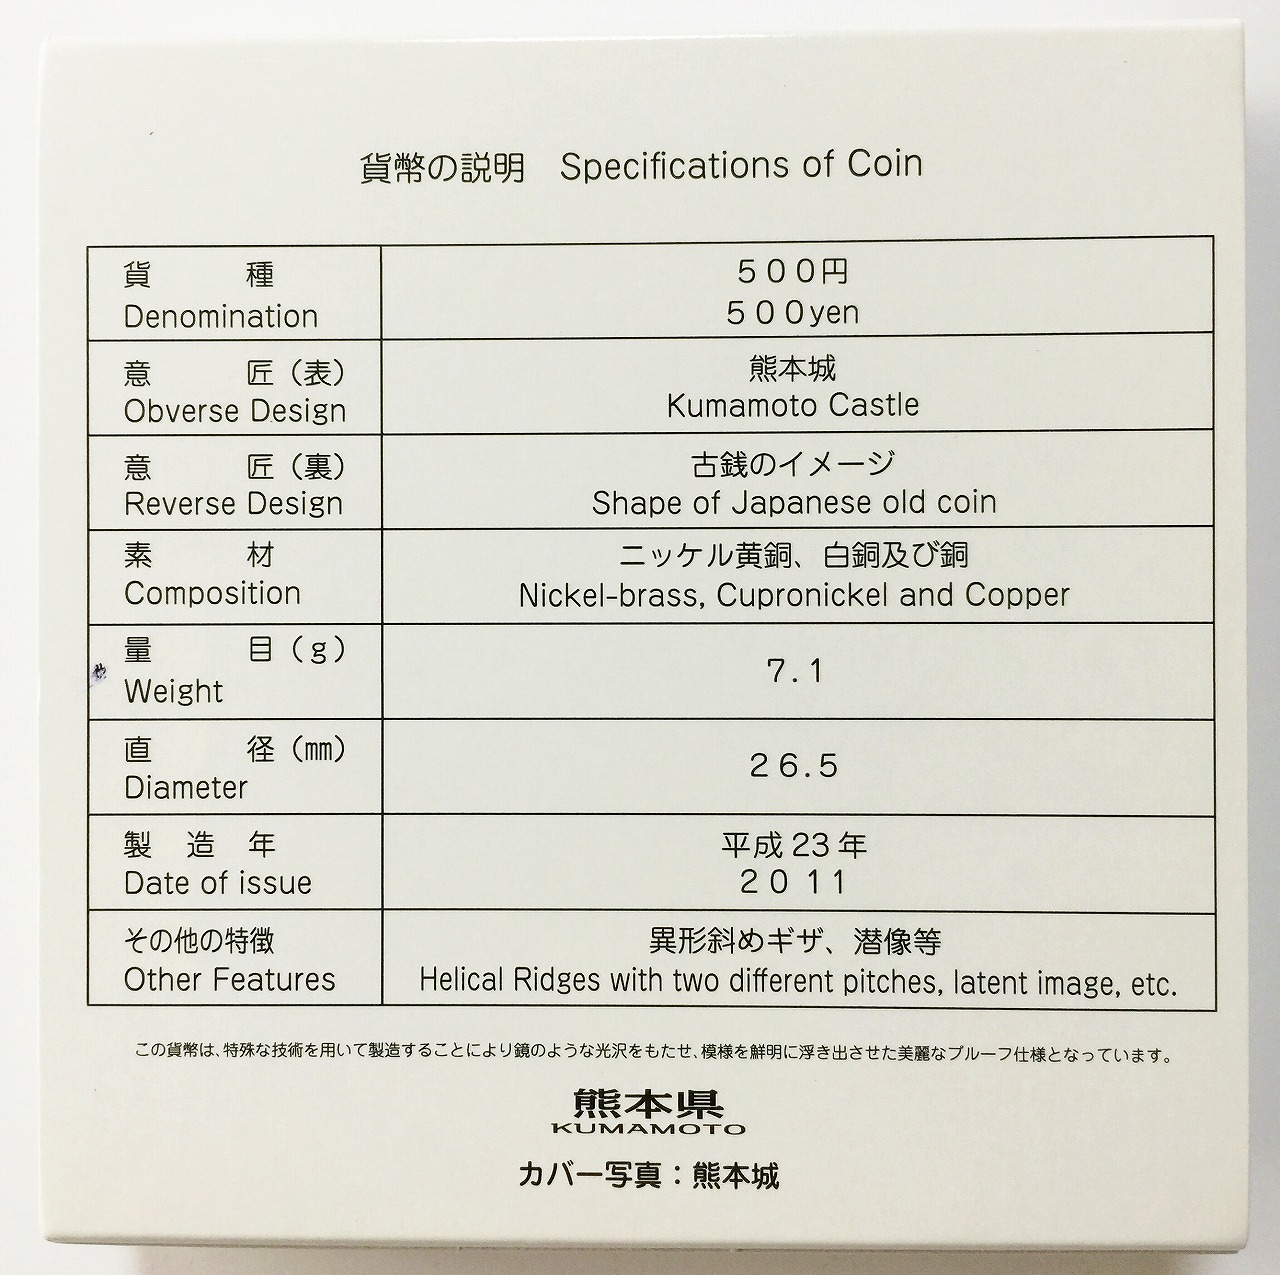 貨幣の説明 Specifications of Coin
貨種 ５００円
Denomination ５００yen
意匠（表） 熊本城
Obverse Design Kumamoto Castle
意匠（裏） 古銭のイメージ
Reverse Design Shape of Japanese old coin
素材 ニッケル黄銅、白銅及び銅
Composition Nickel-brass, Cupronickel and Copper
量目（g） ７.１
Weight
直径（㎜） ２６.５
Diameter
製造年 平成23年
Date of issue ２０１１
その他の特徴 異形斜めギザ、潜像等
Other Features Helical Ridges with two different pitches, latent image, etc.
この貨幣は、特殊な技術を用いて製造することにより鏡のような光沢をもたせ、模様を鮮明に浮き出させた美麗なプルーフ仕様となっています。
熊本県
KUMAMOTO
カバー写真：熊本城